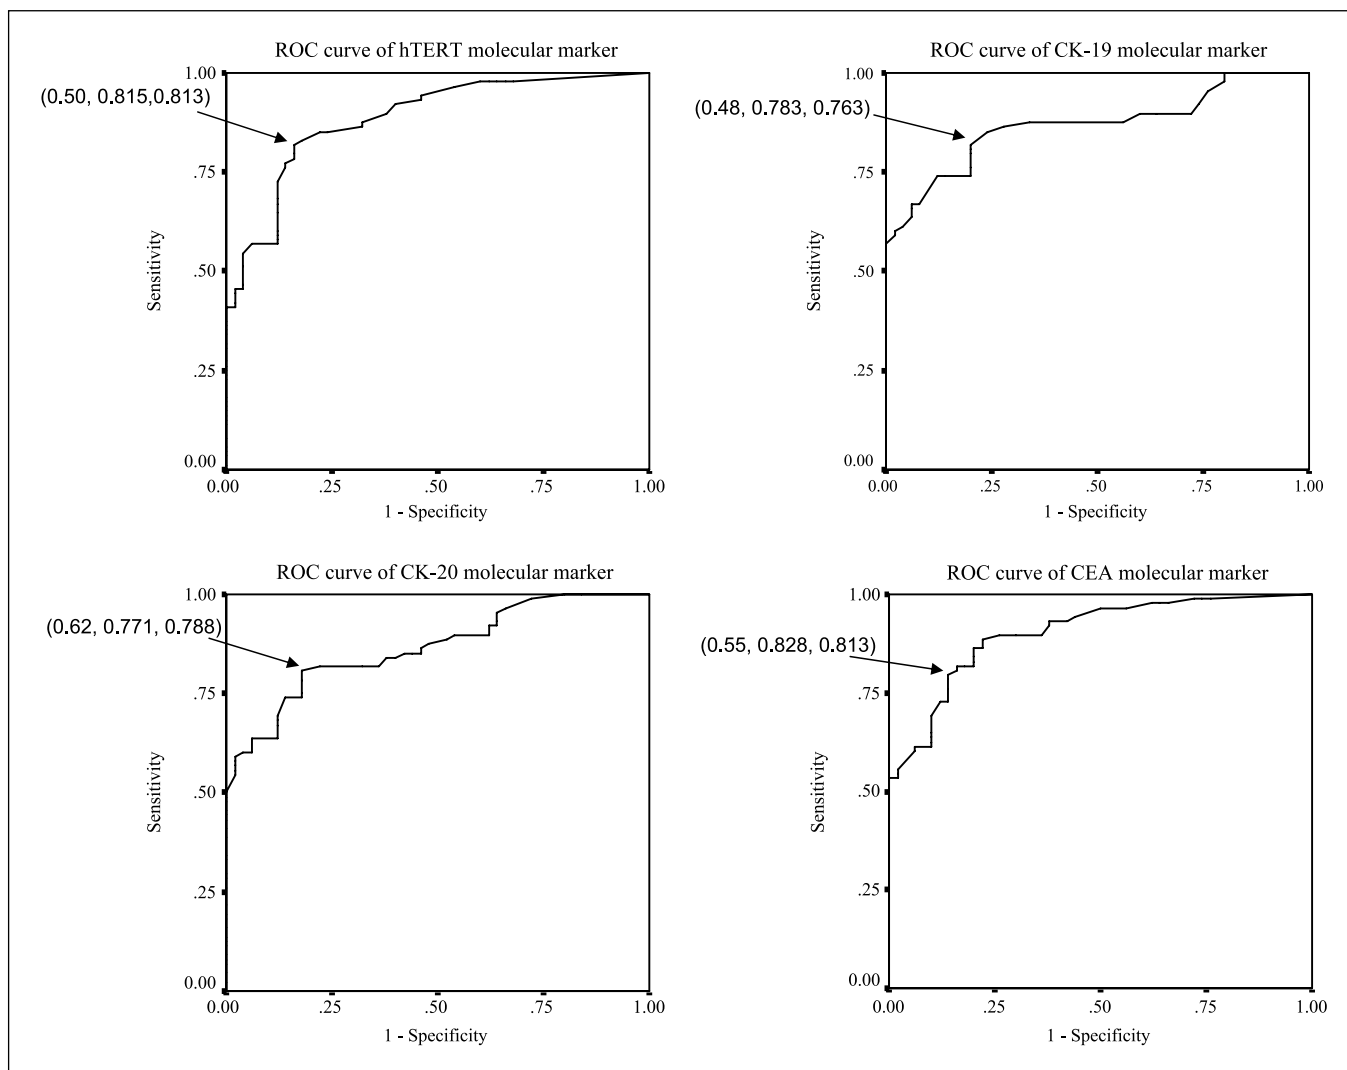 ROC curve of hTERT molecular marker
(0.50, 0.815,0.813)
1.00
.75
.50
.25
0.00
Sensitivity
0.00 .25 .50 .75 1.00
1 - Specificity
ROC curve of CK-19 molecular marker
(0.48, 0.783, 0.763)
1.00
.75
.50
.25
0.00
Sensitivity
0.00 .25 .50 .75 1.00
1 - Specificity
ROC curve of CK-20 molecular marker
(0.62, 0.771, 0.788)
1.00
.75
.50
.25
0.00
Sensitivity
0.00 .25 .50 .75 1.00
1 - Specificity
ROC curve of CEA molecular marker
(0.55, 0.828, 0.813)
1.00
.75
.50
.25
0.00
Sensitivity
0.00 .25 .50 .75 1.00
1 - Specificity